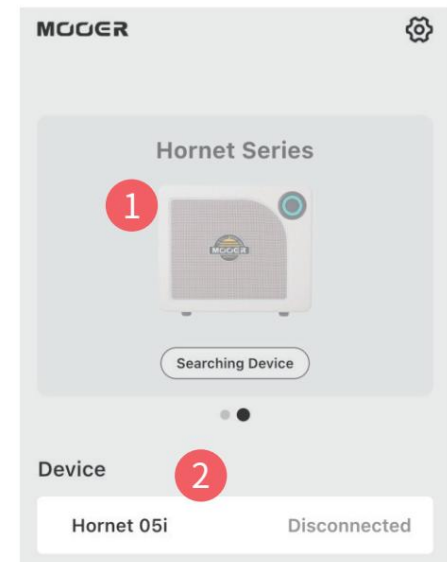 MOOER
Hornet Series
1
MOOER
Searching Device
Device
2
Hornet 05i Disconnected